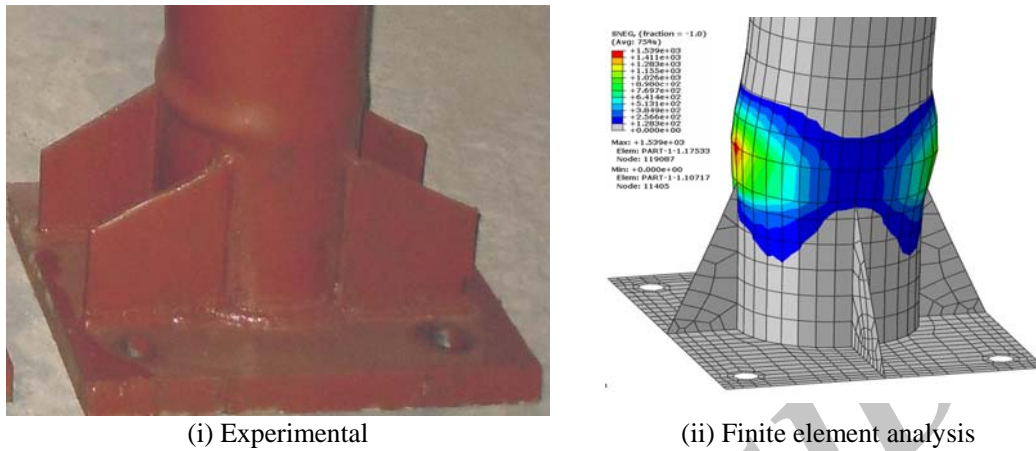 SNEG, (fraction = -1.0)
(Avg: 75%)
+1.539e+03
+1.411e+03
+1.283e+03
+1.155e+03
+1.026e+03
+8.980e+02
+7.697e+02
+6.414e+02
+5.131e+02
+3.849e+02
+2.566e+02
+1.283e+02
+0.000e+00
Max: +1.539e+03
Elem: PART-1-1.17533
Node: 119087
Min: +0.000e+00
Elem: PART-1-1.10717
Node: 11405
(i) Experimental
(ii) Finite element analysis